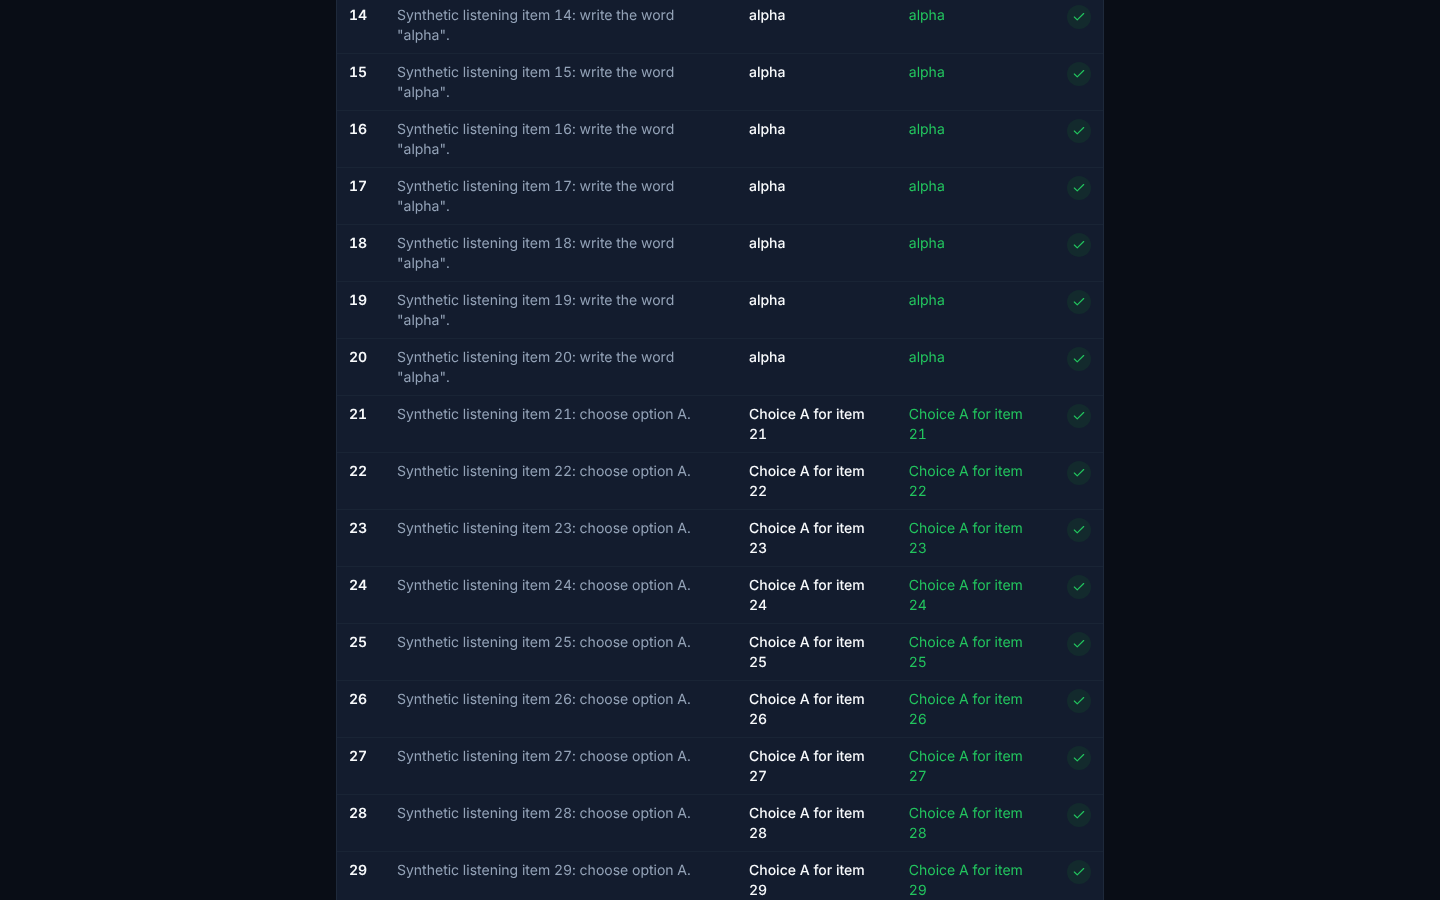 14 Synthetic listening item 14: write the word alpha alpha
"alpha".
15 Synthetic listening item 15: write the word alpha alpha
"alpha".
16 Synthetic listening item 16: write the word alpha alpha
"alpha".
17 Synthetic listening item 17: write the word alpha alpha
"alpha".
18 Synthetic listening item 18: write the word alpha alpha
"alpha".
19 Synthetic listening item 19: write the word alpha alpha
"alpha".
20 Synthetic listening item 20: write the word alpha alpha
"alpha".
21 Synthetic listening item 21: choose option A. Choice A for item Choice A for item
21 21
22 Synthetic listening item 22: choose option A. Choice A for item Choice A for item
22 22
23 Synthetic listening item 23: choose option A. Choice A for item Choice A for item
23 23
24 Synthetic listening item 24: choose option A. Choice A for item Choice A for item
24 24
25 Synthetic listening item 25: choose option A. Choice A for item Choice A for item
25 25
26 Synthetic listening item 26: choose option A. Choice A for item Choice A for item
26 26
27 Synthetic listening item 27: choose option A. Choice A for item Choice A for item
27 27
28 Synthetic listening item 28: choose option A. Choice A for item Choice A for item
28 28
29 Synthetic listening item 29: choose option A. Choice A for item Choice A for item
29 29